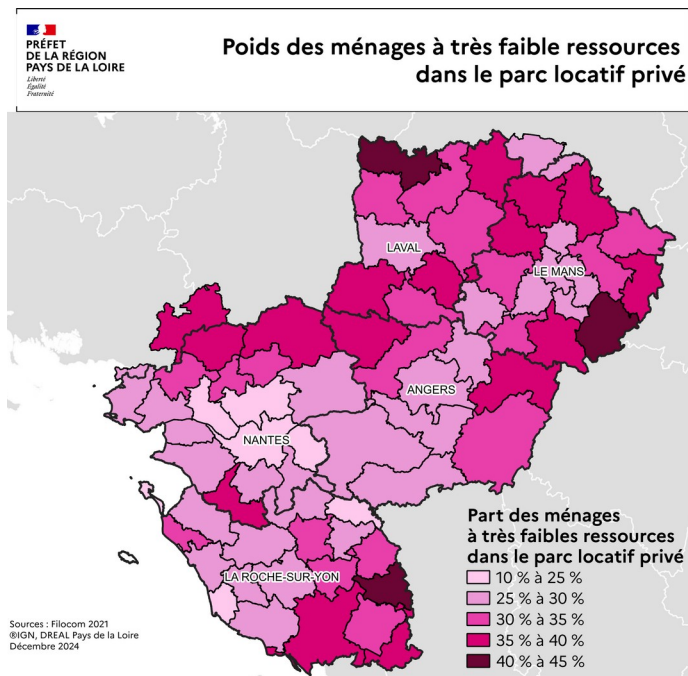 PRÉFET
DE LA RÉGION
PAYS DE LA LOIRE
Liberté
Égalité
Fraternité
Poids des ménages à très faible ressources
dans le parc locatif privé
LAVAL
LE MANS
ANGERS
NANTES
LA ROCHE-SUR-YON
Part des ménages
à très faibles ressources
dans le parc locatif privé
10 % à 25 %
25 % à 30 %
30 % à 35 %
35 % à 40 %
40 % à 45 %
Sources : Filocom 2021
®IGN, DREAL Pays de la Loire
Décembre 2024